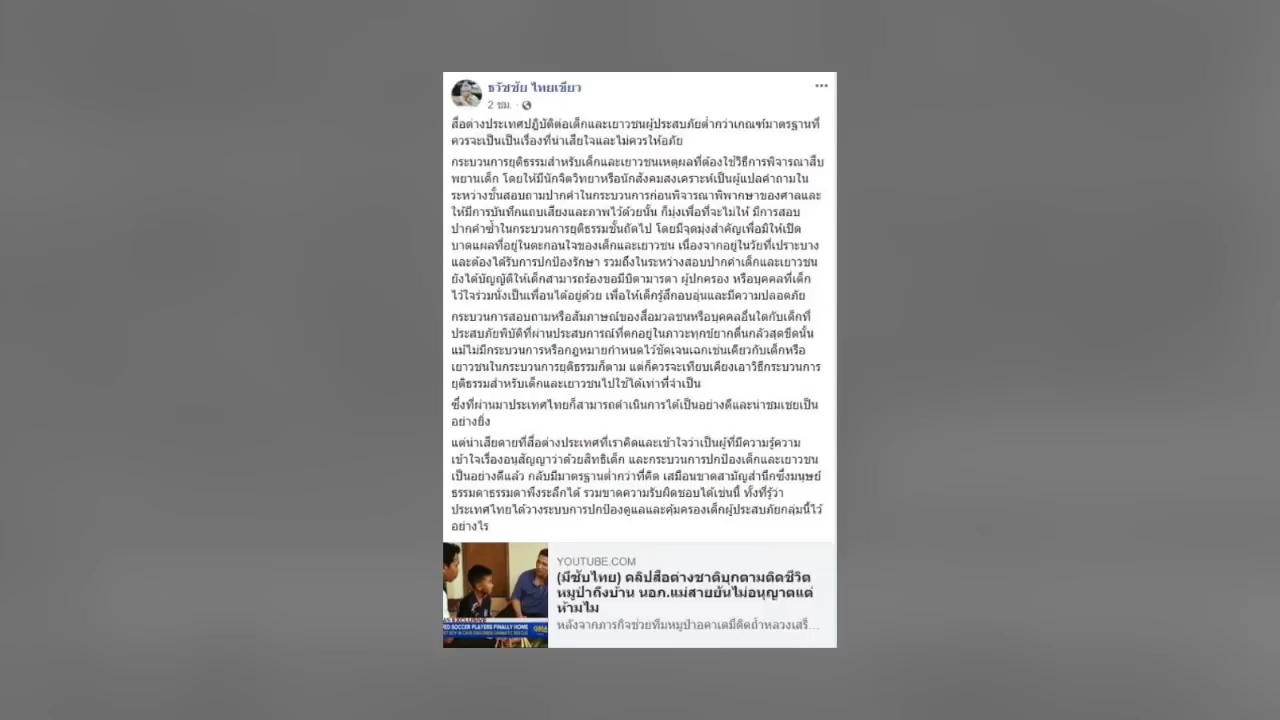 ธวัชชัย ไทยเขียว
2 ชม.
สื่อต่างประเทศปฏิบัติต่อเด็กและเยาวชนผู้ประสบภัยต่ำกว่าเกณฑ์มาตรฐานที่
ควรจะเป็นเป็นเรื่องที่น่าเสียใจและไม่ควรให้อภัย
กระบวนการยุติธรรมสำหรับเด็กและเยาวชนเหตุผลที่ต้องใช้วิธีการพิจารณาสืบ
พยานเด็ก โดยให้มีนักจิตวิทยาหรือนักสังคมสงเคราะห์เป็นผู้แปลคำถามใน
ระหว่างชั้นสอบถามปากคำในกระบวนการก่อนพิจารณาพิพากษาของศาลและ
ให้มีการบันทึกแถบเสียงและภาพไว้ด้วยนั้น ก็มุ่งเพื่อที่จะไม่ให้ มีการสอบ
ปากคำซ้ำในกระบวนการยุติธรรมชั้นถัดไป โดยมีจุดมุ่งสำคัญเพื่อมิให้เปิด
บาดแผลที่อยู่ในตะกอนใจของเด็กและเยาวชน เนื่องจากอยู่ในวัยที่เปราะบาง
และต้องได้รับการปกป้องรักษา รวมถึงในระหว่างสอบปากคำเด็กและเยาวชน
ยังได้บัญญัติให้เด็กสามารถร้องขอมีบิดามารดา ผู้ปกครอง หรือบุคคลที่เด็ก
ไว้ใจร่วมนั่งเป็นเพื่อนได้อยู่ด้วย เพื่อให้เด็กรู้สึกอบอุ่นและมีความปลอดภัย
กระบวนการสอบถามหรือสัมภาษณ์ของสื่อมวลชนหรือบุคคลอื่นใดกับเด็กที่
ประสบภัยพิบัติที่ผ่านประสบการณ์ที่ตกอยู่ในภาวะทุกข์ยากตื่นกลัวสุดขีดนั้น
แม้ไม่มีกระบวนการหรือกฎหมายกำหนดไว้ชัดเจนเฉกเช่นเดียวกับเด็กหรือ
เยาวชนในกระบวนการยุติธรรมก็ตาม แต่ก็ควรจะเทียบเคียงเอาวิธีกระบวนการ
ยุติธรรมสำหรับเด็กและเยาวชนไปใช้ได้เท่าที่จำเป็น
ซึ่งที่ผ่านมาประเทศไทยก็สามารถดำเนินการได้เป็นอย่างดีและน่าชมเชยเป็น
อย่างยิ่ง
แต่น่าเสียดายที่สื่อต่างประเทศที่เราคิดและเข้าใจว่าเป็นผู้ที่มีความรู้ความ
เข้าใจเรื่องอนุสัญญาว่าด้วยสิทธิเด็ก และกระบวนการปกป้องเด็กและเยาวชน
เป็นอย่างดีแล้ว กลับมีมาตรฐานต่ำกว่าที่คิด เสมือนขาดสามัญสำนึกซึ่งมนุษย์
ธรรมดาธรรมดาพึงระลึกได้ รวมขาดความรับผิดชอบได้เช่นนี้ ทั้งที่รู้ว่า
ประเทศไทยได้วางระบบการปกป้องดูแลและคุ้มครองเด็กผู้ประสบภัยกลุ่มนี้ไว้
อย่างไร
YOUTUBE.COM
(มีซับไทย) คลิปสื่อต่างชาติบุกตามติดชีวิต
หมูป่าถึงบ้าน นอภ.แม่สายยันไม่อนุญาตแต่
ห้ามไม่
หลังจากภารกิจช่วยทีมหมูป่าอคาเดมี่ติดถ้ำหลวงเสร็...
SOCCER PLAYERS FINALLY HOME